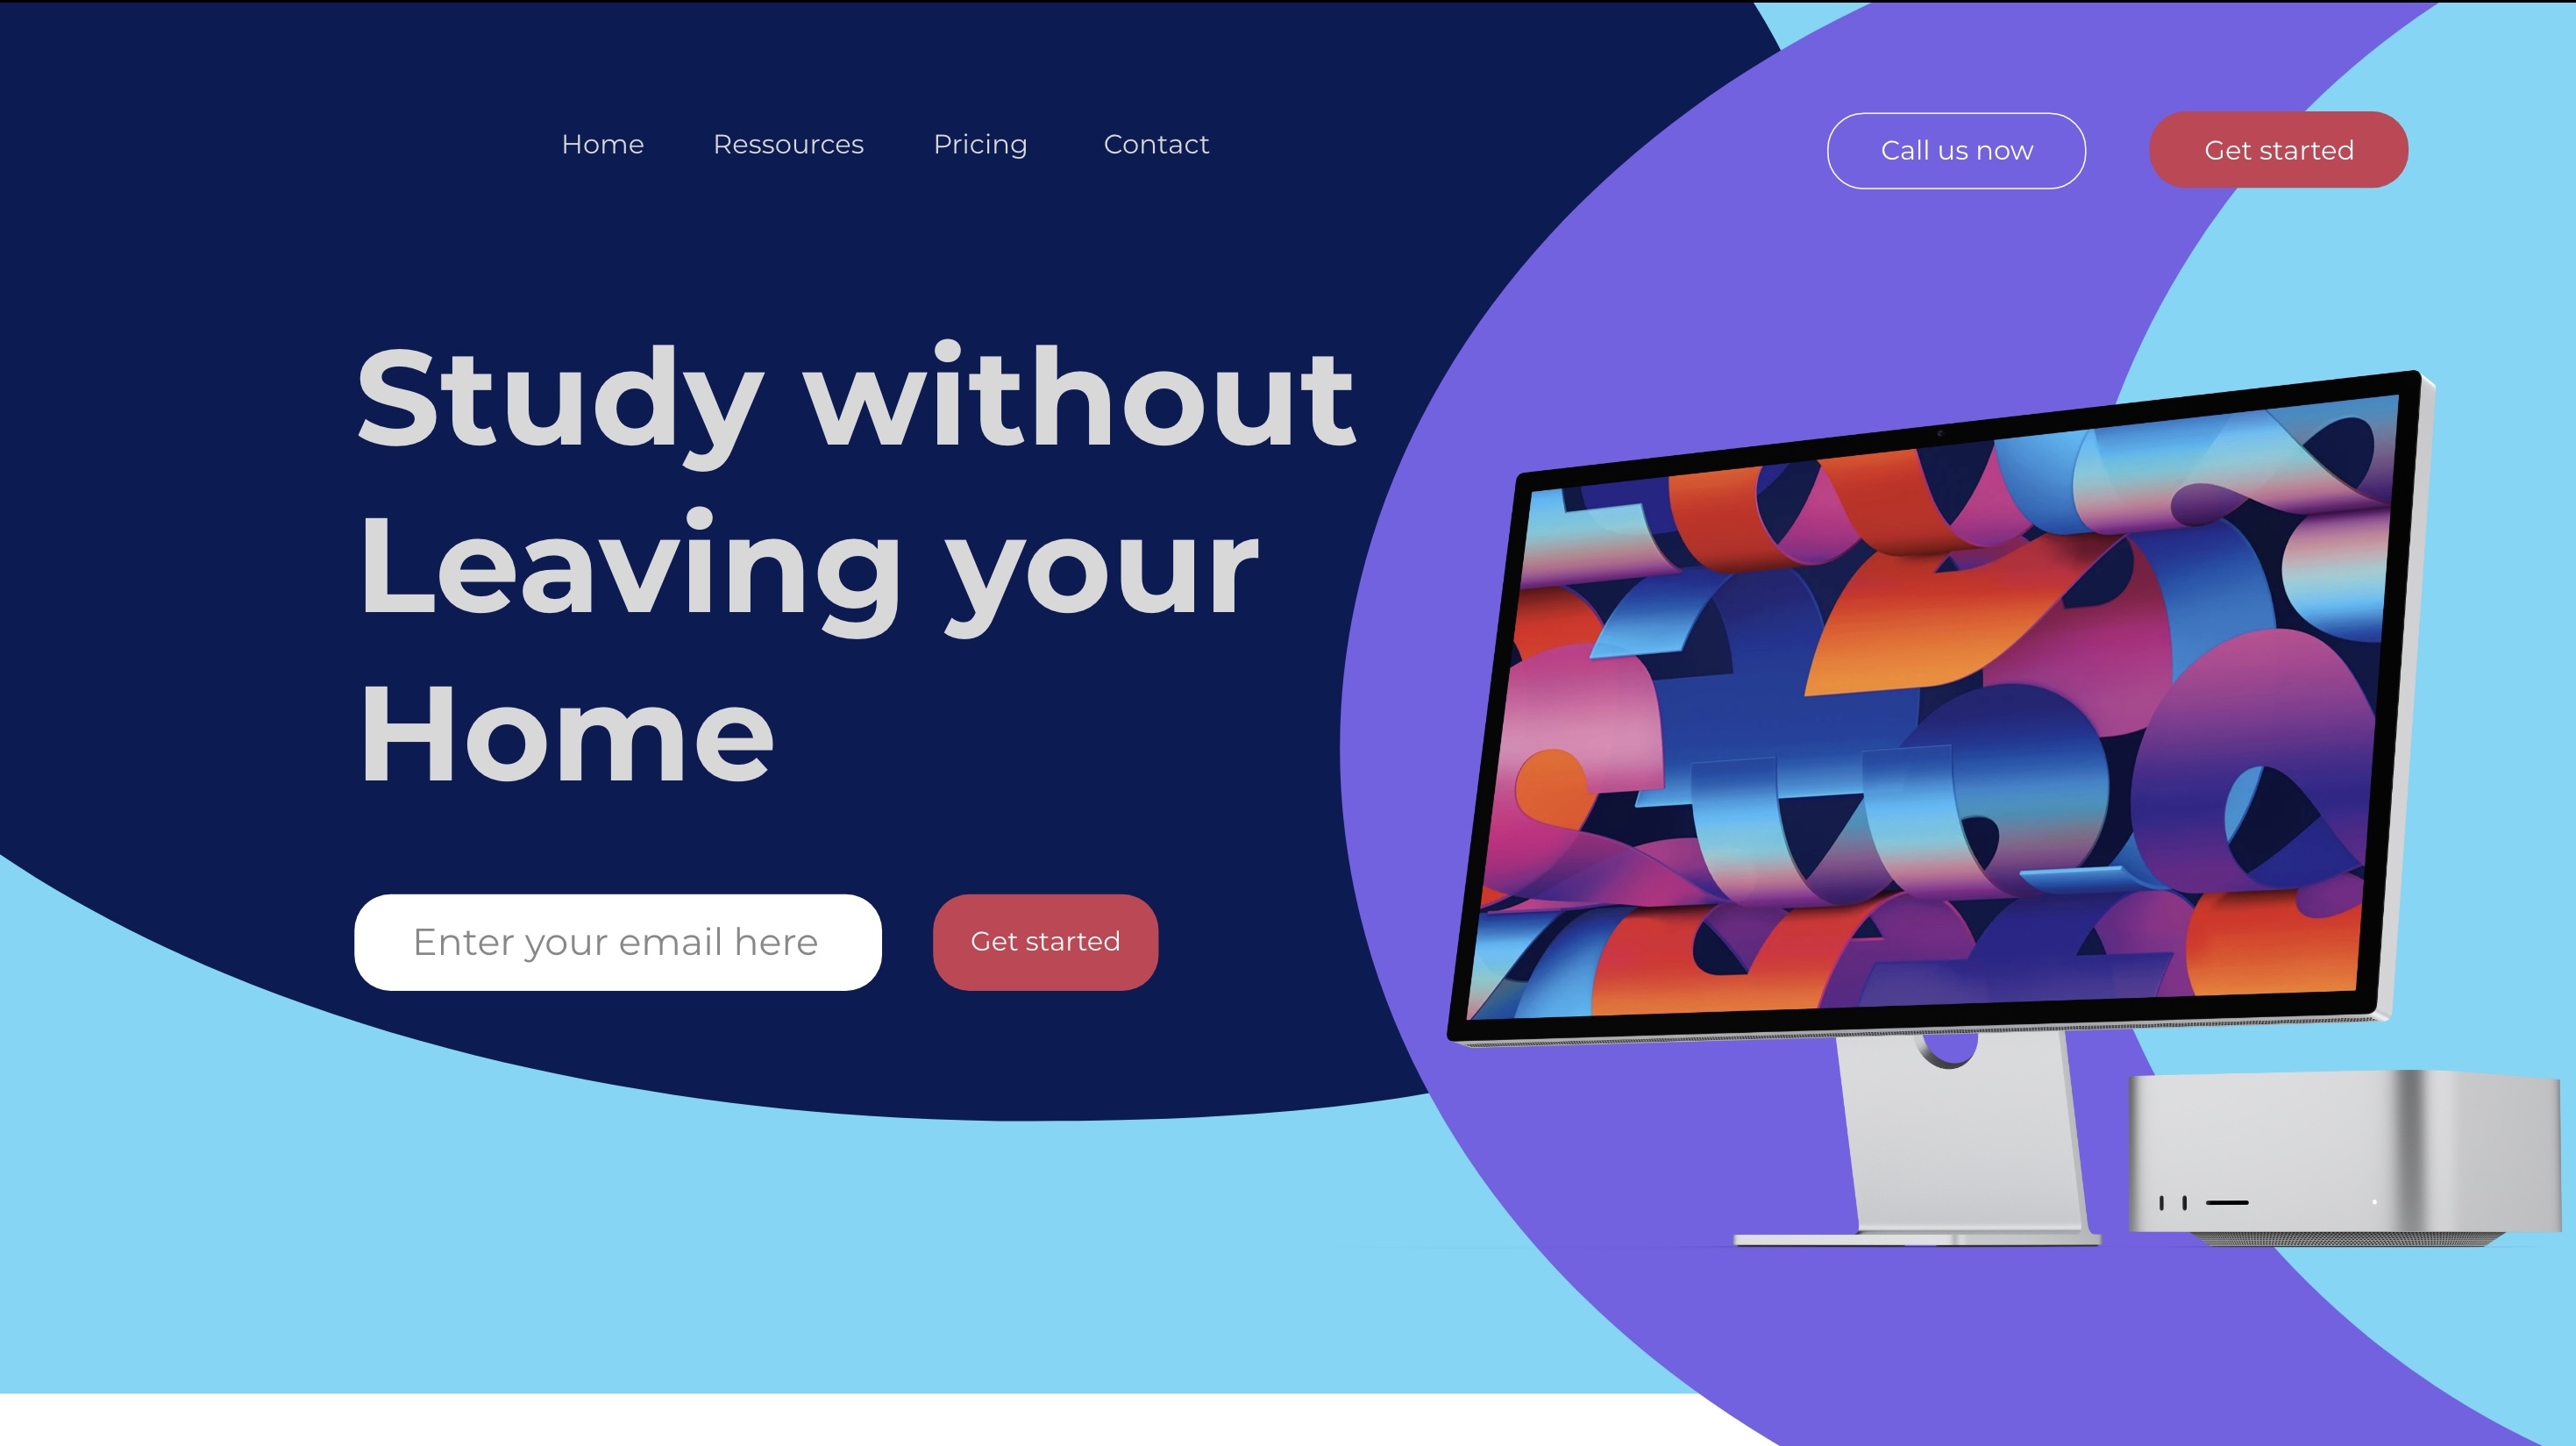 Home Ressources Pricing Contact
Call us now
Get started
Study without
Leaving your
Home
Enter your email here
Get started